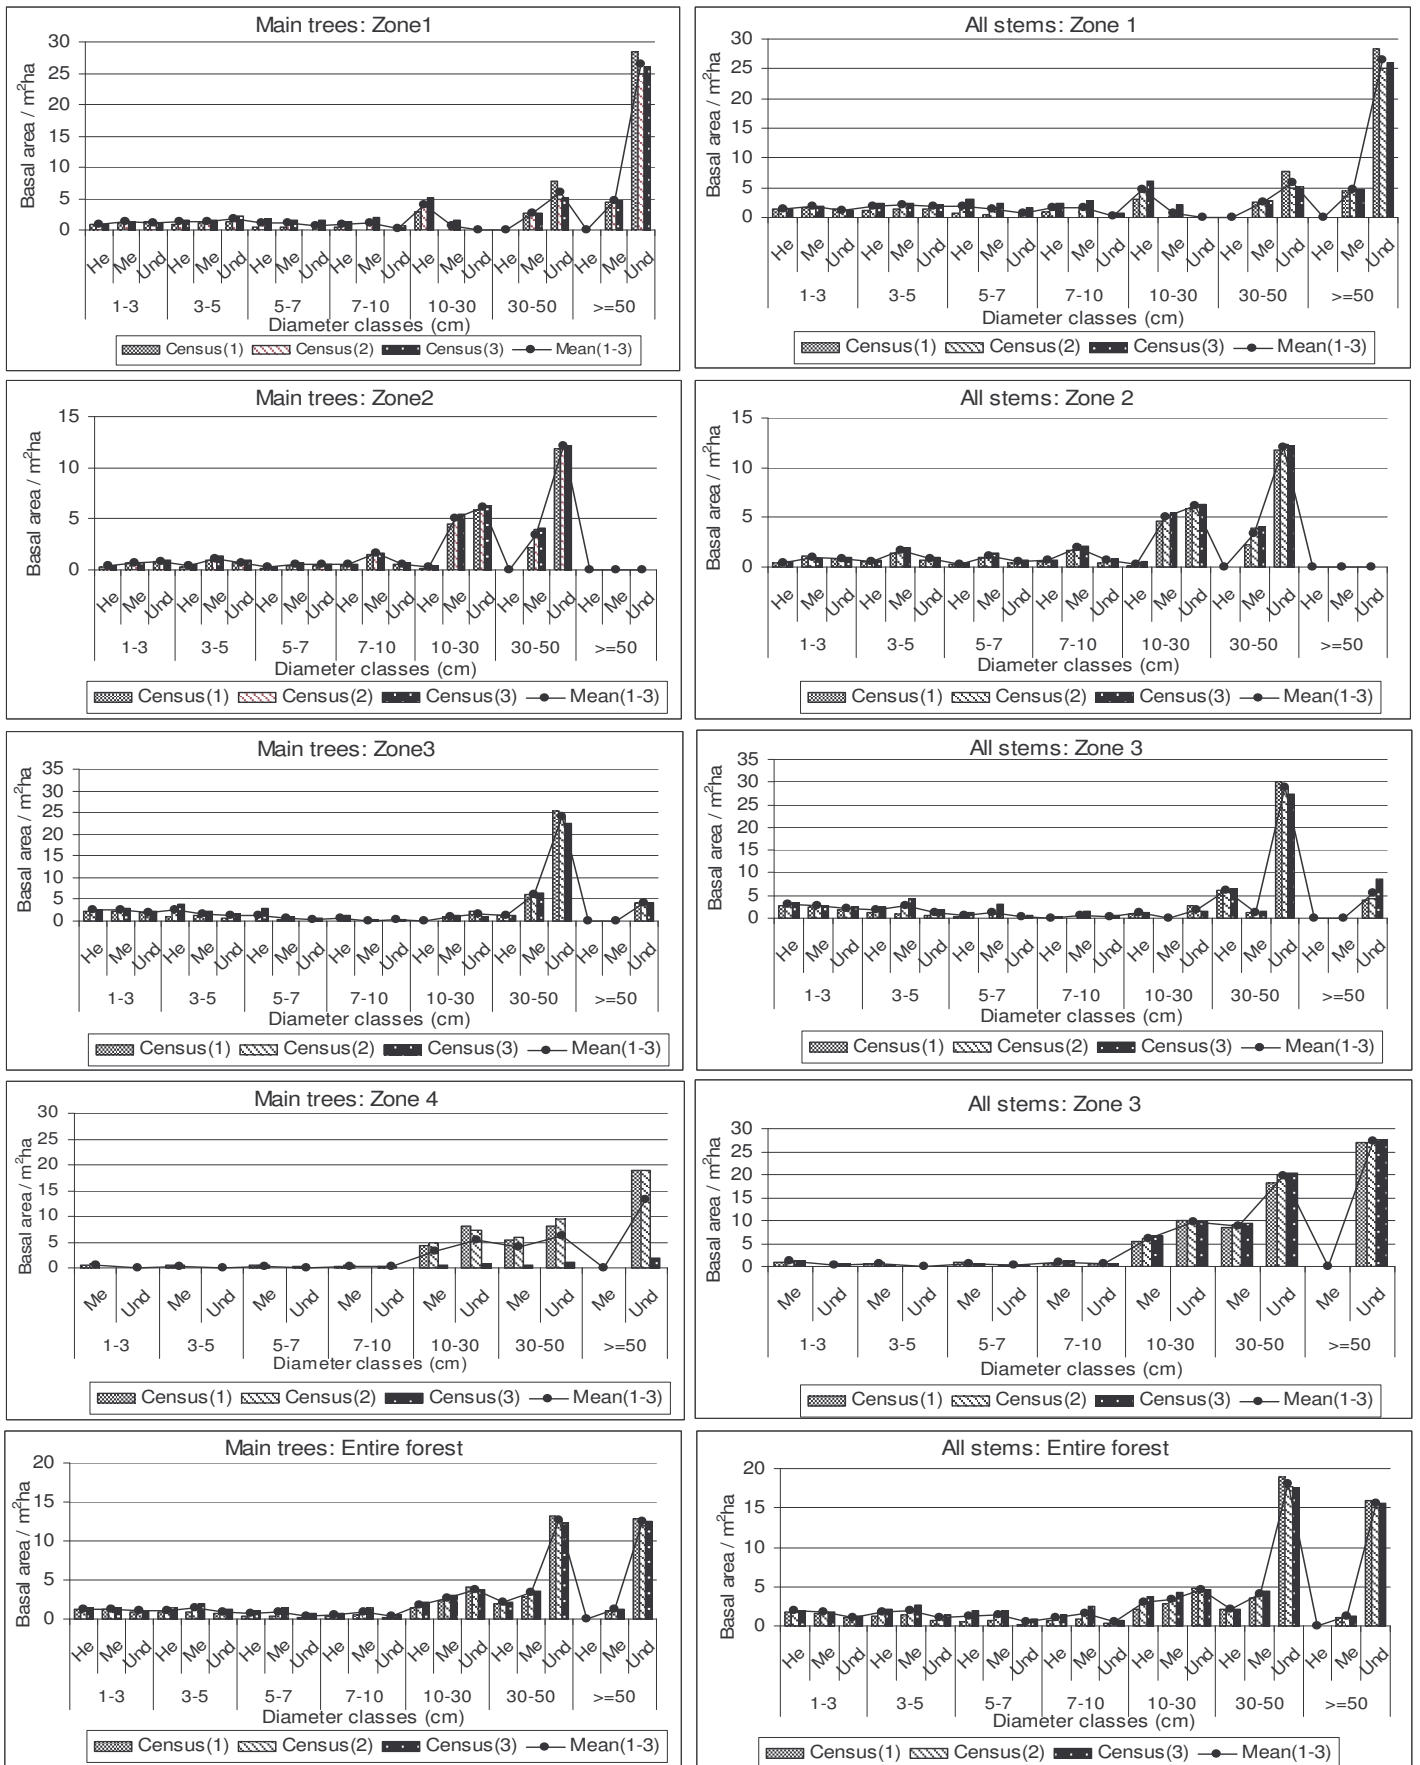 Main trees: Zone1
Basal area / m²ha
30
25
20
15
10
5
0
He Me Und He Me Und He Me Und He Me Und He Me Und He Me Und He Me Und
1-3 3-5 5-7 7-10 10-30 30-50 >=50
Diameter classes (cm)
Census(1) Census(2) Census(3) Mean(1-3)
All stems: Zone 1
Basal area / m²ha
30
25
20
15
10
5
0
He Me Und He Me Und He Me Und He Me Und He Me Und He Me Und He Me Und
1-3 3-5 5-7 7-10 10-30 30-50 >=50
Diameter classes (cm)
Census(1) Census(2) Census(3) Mean(1-3)
Main trees: Zone2
Basal area / m²ha
15
10
5
0
He Me Und He Me Und He Me Und He Me Und He Me Und He Me Und He Me Und
1-3 3-5 5-7 7-10 10-30 30-50 >=50
Diameter classes (cm)
Census(1) Census(2) Census(3) Mean(1-3)
All stems: Zone 2
Basal area / m²ha
15
10
5
0
He Me Und He Me Und He Me Und He Me Und He Me Und He Me Und He Me Und
1-3 3-5 5-7 7-10 10-30 30-50 >=50
Diameter classes (cm)
Census(1) Census(2) Census(3) Mean(1-3)
Main trees: Zone3
Basal area / m²ha
35
30
25
20
15
10
5
0
He Me Und He Me Und He Me Und He Me Und He Me Und He Me Und He Me Und
1-3 3-5 5-7 7-10 10-30 30-50 >=50
Diameter classes (cm)
Census(1) Census(2) Census(3) Mean(1-3)
All stems: Zone 3
Basal area / m²ha
35
30
25
20
15
10
5
0
He Me Und He Me Und He Me Und He Me Und He Me Und He Me Und He Me Und
1-3 3-5 5-7 7-10 10-30 30-50 >=50
Diameter classes (cm)
Census(1) Census(2) Census(3) Mean(1-3)
Main trees: Zone 4
Basal area / m²ha
30
25
20
15
10
5
0
Me Und Me Und Me Und Me Und Me Und Me Und Me Und
1-3 3-5 5-7 7-10 10-30 30-50 >=50
Diameter classes (cm)
Census(1) Census(2) Census(3) Mean(1-3)
All stems: Zone 3
Basal area / m²ha
30
25
20
15
10
5
0
Me Und Me Und Me Und Me Und Me Und Me Und Me Und
1-3 3-5 5-7 7-10 10-30 30-50 >=50
Diameter classes (cm)
Census(1) Census(2) Census(3) Mean(1-3)
Main trees: Entire forest
Basal area / m²ha
20
15
10
5
0
He Me Und He Me Und He Me Und He Me Und He Me Und He Me Und He Me Und
1-3 3-5 5-7 7-10 10-30 30-50 >=50
Diameter classes (cm)
Census(1) Census(2) Census(3) Mean(1-3)
All stems: Entire forest
Basal area / m²ha
20
15
10
5
0
He Me Und He Me Und He Me Und He Me Und He Me Und He Me Und He Me Und
1-3 3-5 5-7 7-10 10-30 30-50 >=50
Diameter classes (cm)
Census(1) Census(2) Census(3) Mean(1-3)